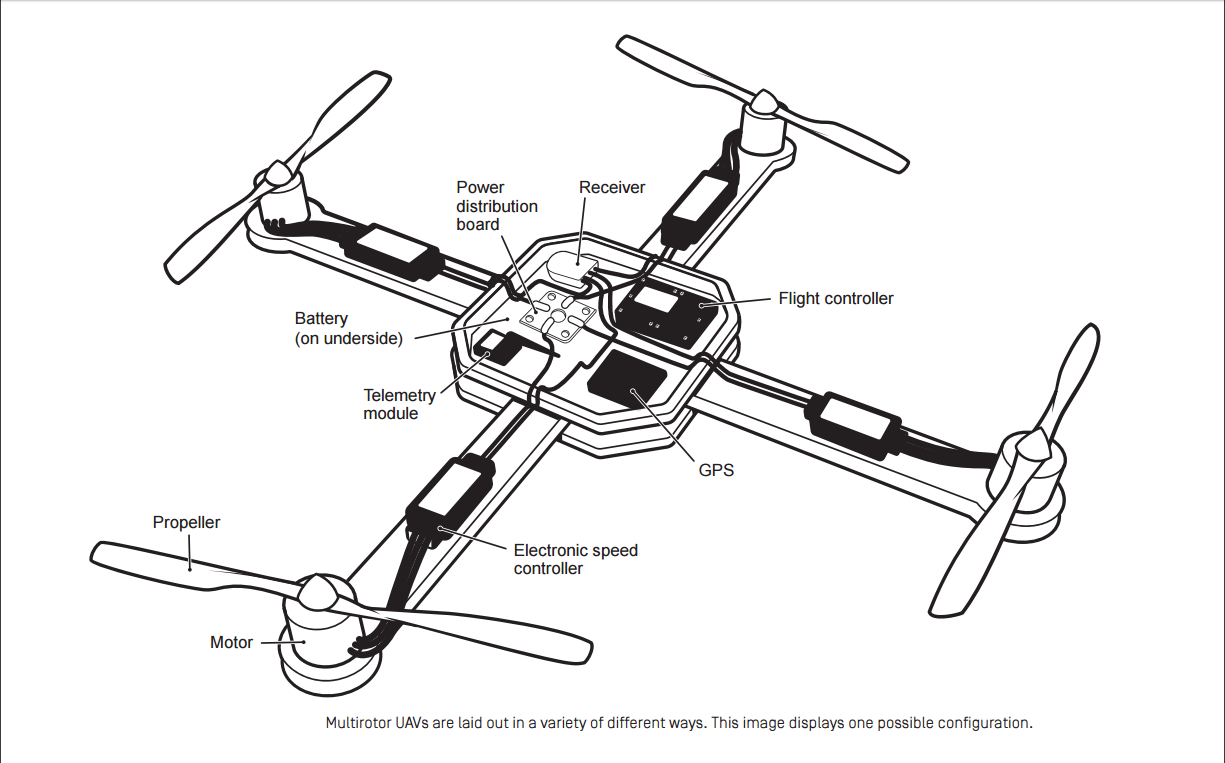 Power
distribution
board
Receiver
Flight controller
Battery
(on underside)
Telemetry
module
GPS
Propeller
Electronic speed
controller
Motor
Multirotor UAVs are laid out in a variety of different ways. This image displays one possible configuration.